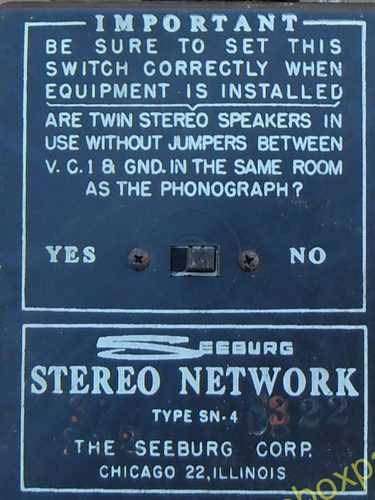 IMPORTANT
BE SURE TO SET THIS
SWITCH CORRECTLY WHEN
EQUIPMENT IS INSTALLED
ARE TWIN STEREO SPEAKERS IN
USE WITHOUT JUMPERS BETWEEN
V.C.1 & GND. IN THE SAME ROOM
AS THE PHONOGRAPH?
YES NO
SEEBURG
STEREO NETWORK
TYPE SN-4
THE SEEBURG CORP.
CHICAGO 22, ILLINOIS